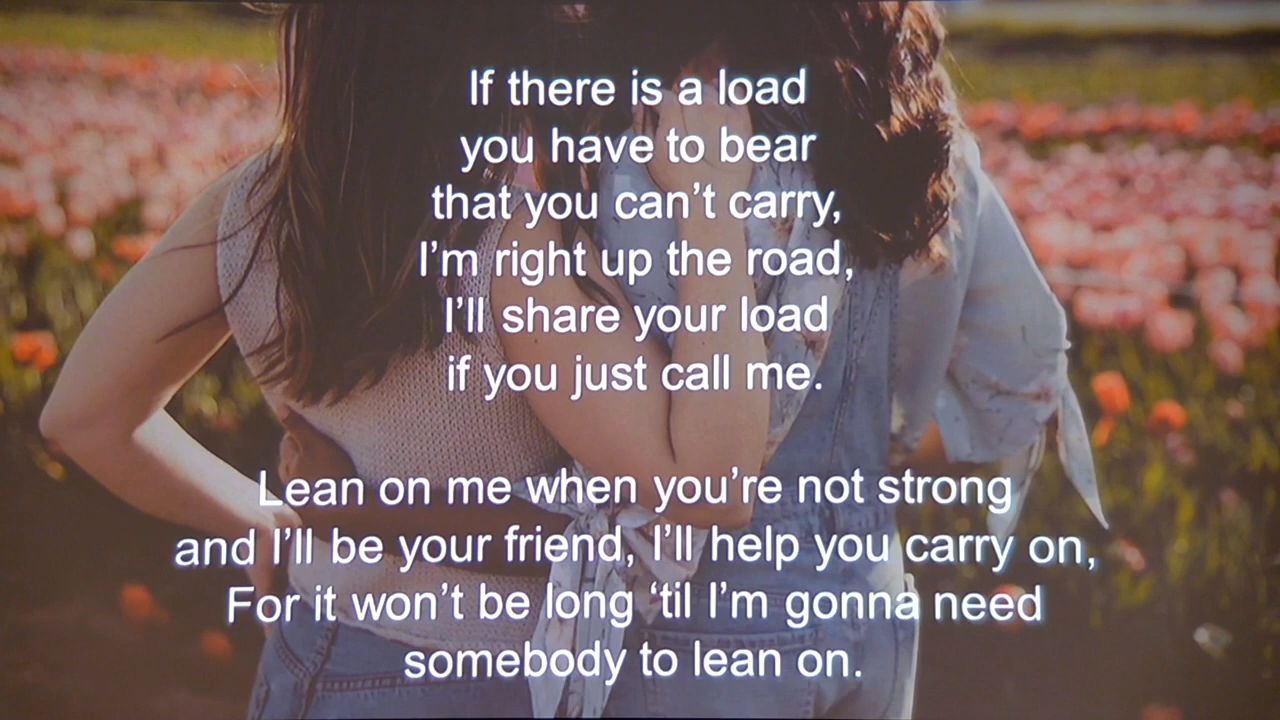 If there is a load
you have to bear
that you can’t carry,
I’m right up the road,
I’ll share your load
if you just call me.
Lean on me when you’re not strong
and I’ll be your friend, I’ll help you carry on,
For it won’t be long ‘til I’m gonna need
somebody to lean on.